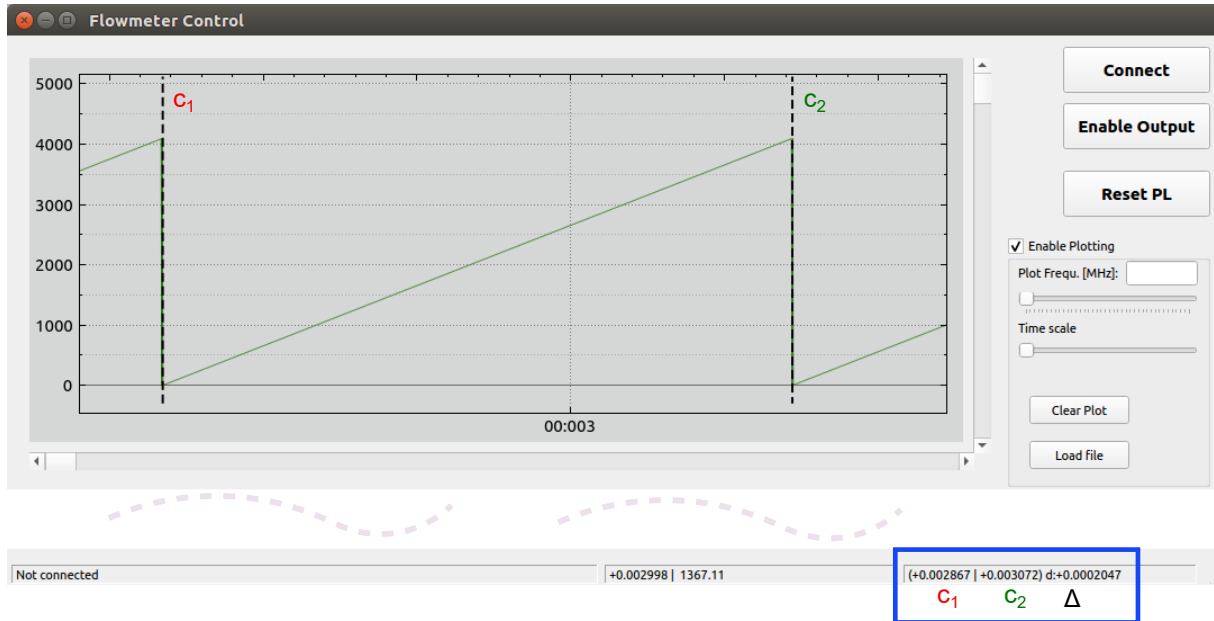 Flowmeter Control
5000
4000
3000
2000
1000
0
C1
C2
00:003
Connect
Enable Output
Reset PL
Enable Plotting
Plot Frequ. [MHz]:
Time scale
Clear Plot
Load file
Not connected
+0.002998 | 1367.11
(+0.002867 | +0.003072) d:+0.0002047
C1 C2 Δ